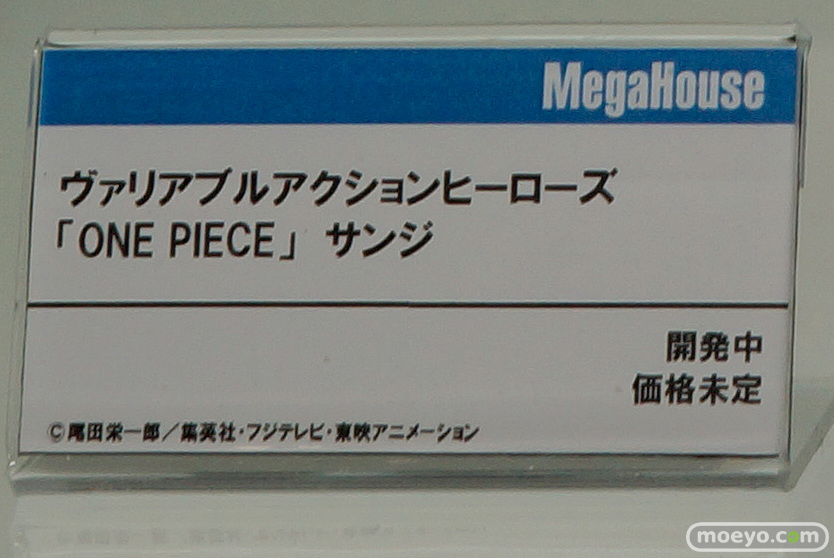 MegaHouse
ヴァリアブルアクションヒーローズ
「ONE PIECE」 サンジ
開発中
価格未定
©尾田栄一郎／集英社・フジテレビ・東映アニメーション
moeyo.com